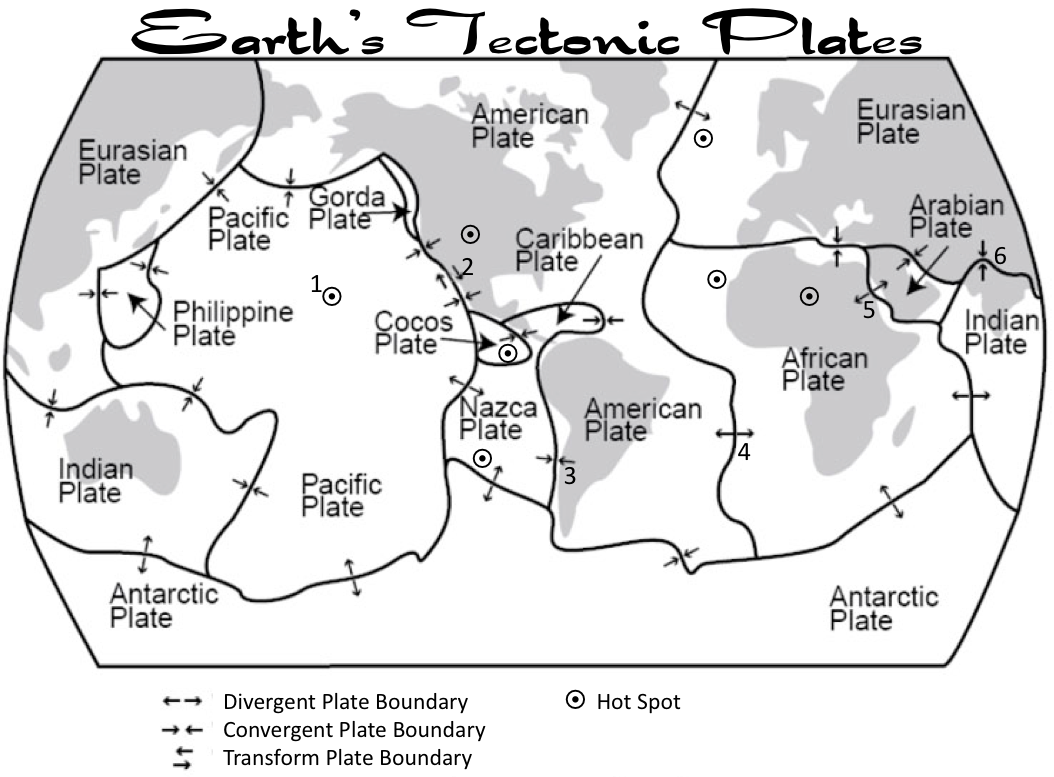 Earth's Tectonic Plates
American
Plate
Eurasian
Plate
Eurasian
Plate
Gorda
Plate
Pacific
Plate
Arabian
Plate
Caribbean
Plate
6
2
1
Philippine
Plate
Cocos
Plate
5
Indian
Plate
African
Plate
Nazca
Plate
American
Plate
4
3
Indian
Plate
Pacific
Plate
Antarctic
Plate
Antarctic
Plate
Divergent Plate Boundary
Hot Spot
Convergent Plate Boundary
Transform Plate Boundary